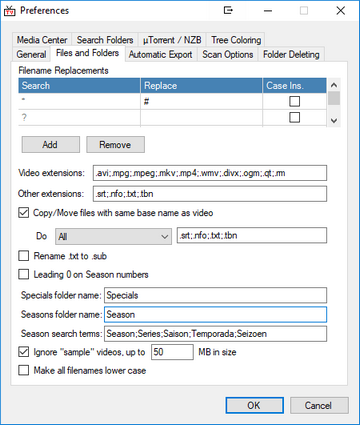 Preferences
Media Center Search Folders µTorrent / NZB Tree Coloring
General Files and Folders Automatic Export Scan Options Folder Deleting
Filename Replacements
Search Replace Case Ins.
" #
?
Add Remove
Video extensions: .avi;.mpg;.mpeg;.mkv;.mp4;.wmv;.divx;.ogm;.qt;.rm
Other extensions: .srt;.nfo;.txt;.tbn
Copy/Move files with same base name as video
Do All .srt;.nfo;.txt;.tbn
Rename .txt to .sub
Leading 0 on Season numbers
Specials folder name: Specials
Seasons folder name: Season
Season search terms: Season;Series;Saison;Temporada;Seizoen
Ignore "sample" videos, up to 50 MB in size
Make all filenames lower case
OK Cancel